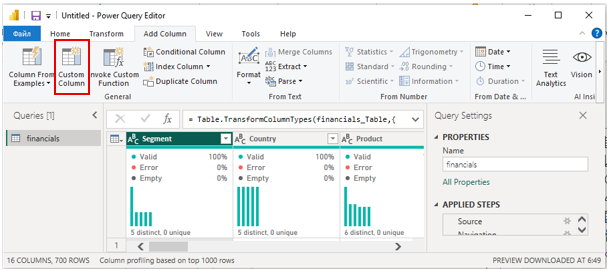 Untitled - Power Query Editor
Файл Home Transform Add Column View Tools Help
Column From Examples
Custom Column
Invoke Custom Function
Conditional Column
Index Column
Duplicate Column
General
Format
Merge Columns
Extract
Parse
From Text
Statistics
Standard
Scientific
Trigonometry
Rounding
Information
From Number
Date
Time
Duration
From Date &
Text Analytics
Vision
AI Insi
Queries [1]
financials
= Table.TransformColumnTypes(financials_Table,{
Segment
Country
Product
Valid 100%
Error 0%
Empty 0%
5 distinct, 0 unique
Valid 100%
Error 0%
Empty 0%
5 distinct, 0 unique
Valid
Error
Empty
6 distinct, 0 unique
1
Query Settings
PROPERTIES
Name
financials
All Properties
APPLIED STEPS
Source
Navigation
16 COLUMNS, 700 ROWS Column profiling based on top 1000 rows PREVIEW DOWNLOADED AT 6:49